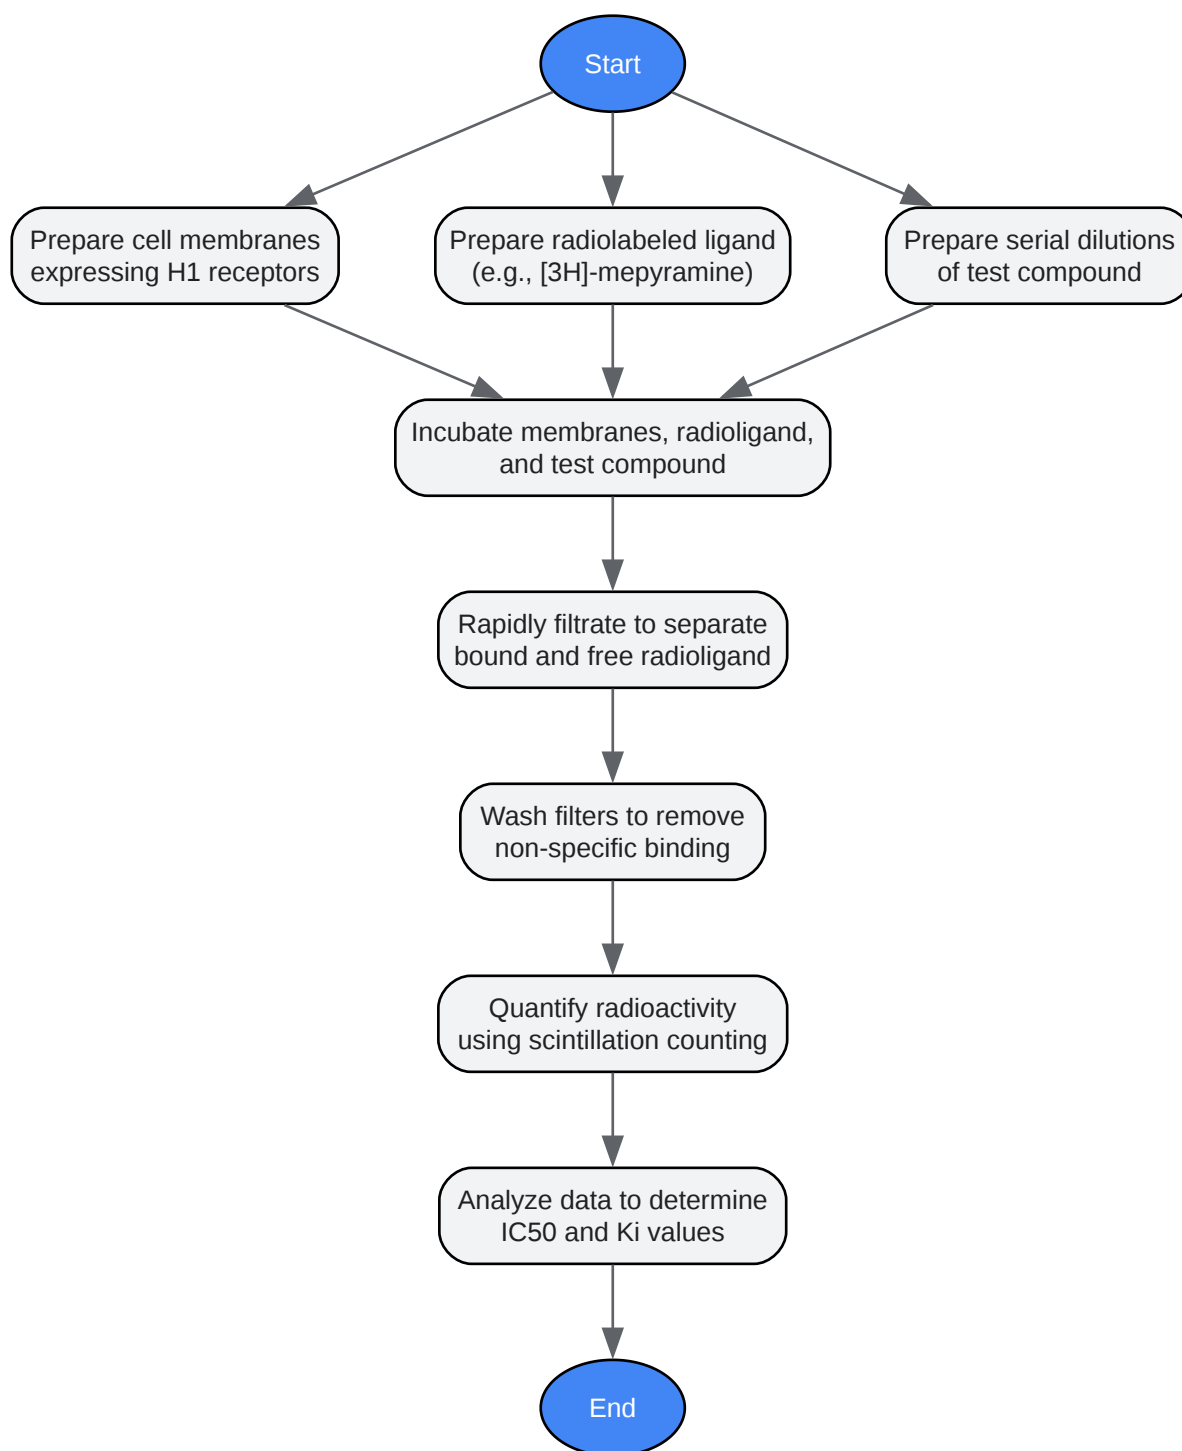 Start
Prepare cell membranes
expressing H1 receptors
Prepare radiolabeled ligand
(e.g., [3H]-mepyramine)
Prepare serial dilutions
of test compound
Incubate membranes, radioligand,
and test compound
Rapidly filtrate to separate
bound and free radioligand
Wash filters to remove
non-specific binding
Quantify radioactivity
using scintillation counting
Analyze data to determine
IC50 and Ki values
End